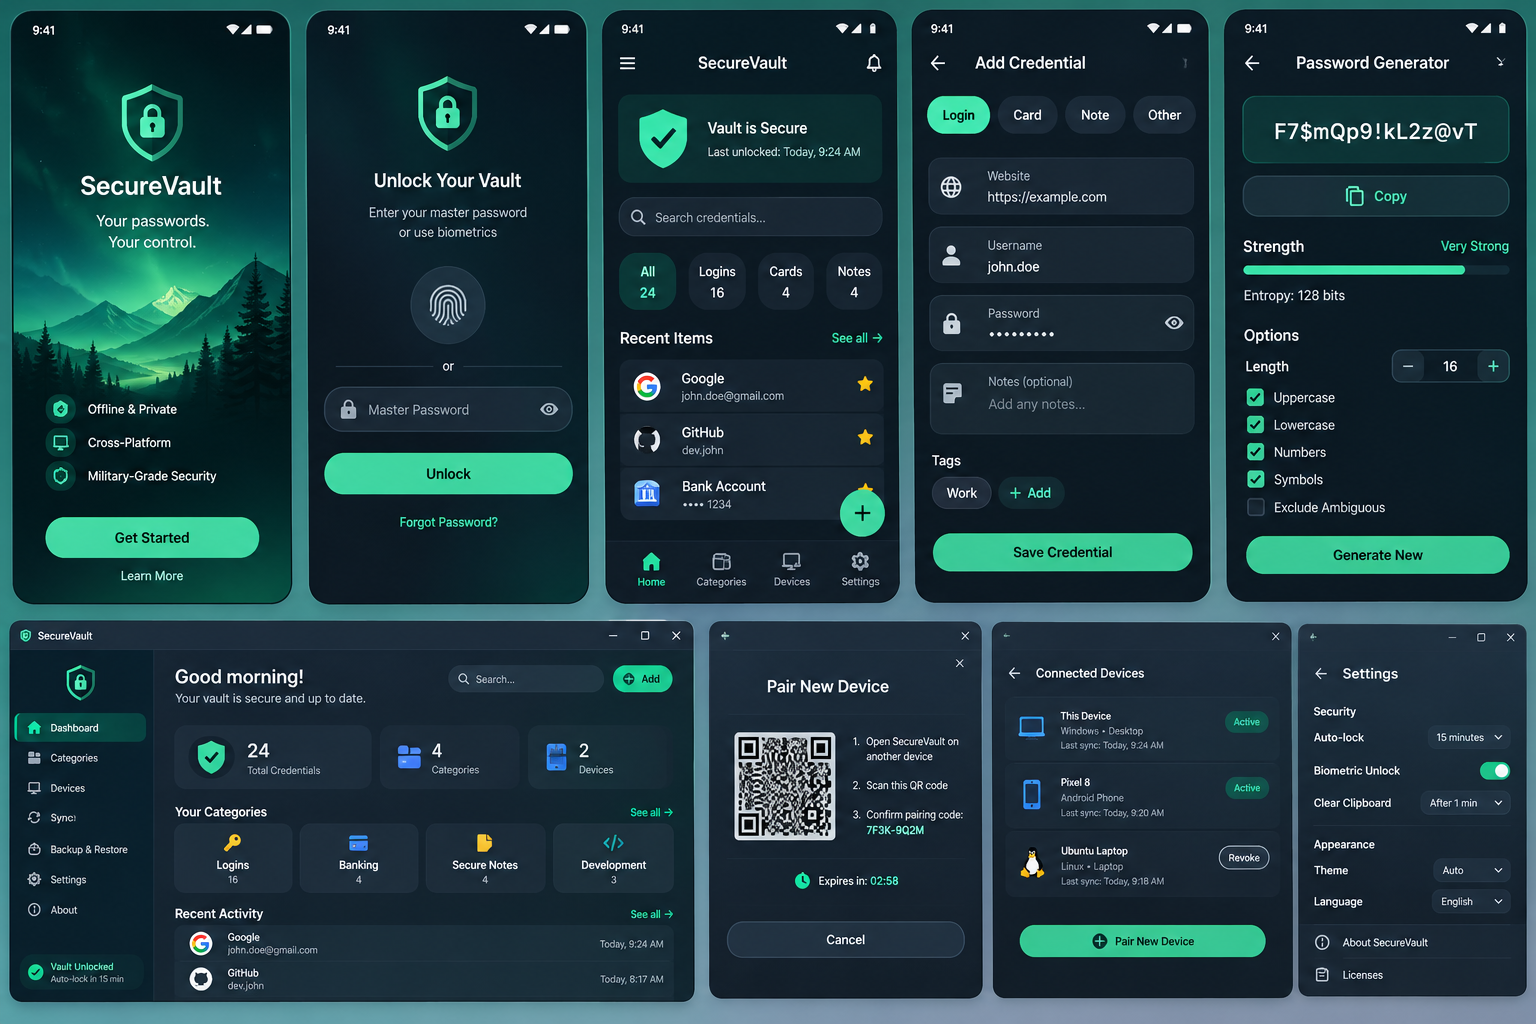 9:41
SecureVault
Your passwords.
Your control.
Offline & Private
Cross-Platform
Military-Grade Security
Get Started
Learn More
9:41
Unlock Your Vault
Enter your master password
or use biometrics
or
Master Password
Unlock
Forgot Password?
9:41
SecureVault
Vault is Secure
Last unlocked: Today, 9:24 AM
Search credentials...
All
24
Logins
16
Cards
4
Notes
4
Recent Items
See all →
Google
john.doe@gmail.com
GitHub
dev.john
Bank Account
•••• 1234
Home
Categories
Devices
Settings
9:41
Add Credential
Login
Card
Note
Other
Website
https://example.com
Username
john.doe
Password
•••••••••
Notes (optional)
Add any notes...
Tags
Work
+ Add
Save Credential
9:41
Password Generator
F7$mQp9!kL2z@vT
Copy
Strength
Very Strong
Entropy: 128 bits
Options
Length
− 16 +
Uppercase
Lowercase
Numbers
Symbols
Exclude Ambiguous
Generate New
SecureVault
Dashboard
Categories
Devices
Sync
Backup & Restore
Settings
About
Vault Unlocked
Auto-lock in 15 min
Good morning!
Your vault is secure and up to date.
Search...
Add
24
Total Credentials
4
Categories
2
Devices
Your Categories
See all →
Logins
16
Banking
4
Secure Notes
4
Development
3
Recent Activity
See all →
Google
john.doe@gmail.com
Today, 9:24 AM
GitHub
dev.john
Today, 8:17 AM
Pair New Device
1. Open SecureVault on
another device
2. Scan this QR code
3. Confirm pairing code:
7F3K-9Q2M
Expires in: 02:58
Cancel
Connected Devices
This Device
Windows • Desktop
Last sync: Today, 9:24 AM
Active
Pixel 8
Android Phone
Last sync: Today, 9:20 AM
Active
Ubuntu Laptop
Linux • Laptop
Last sync: Today, 9:18 AM
Revoke
Pair New Device
Settings
Security
Auto-lock
15 minutes
Biometric Unlock
Clear Clipboard
After 1 min
Appearance
Theme
Auto
Language
English
About SecureVault
Licenses